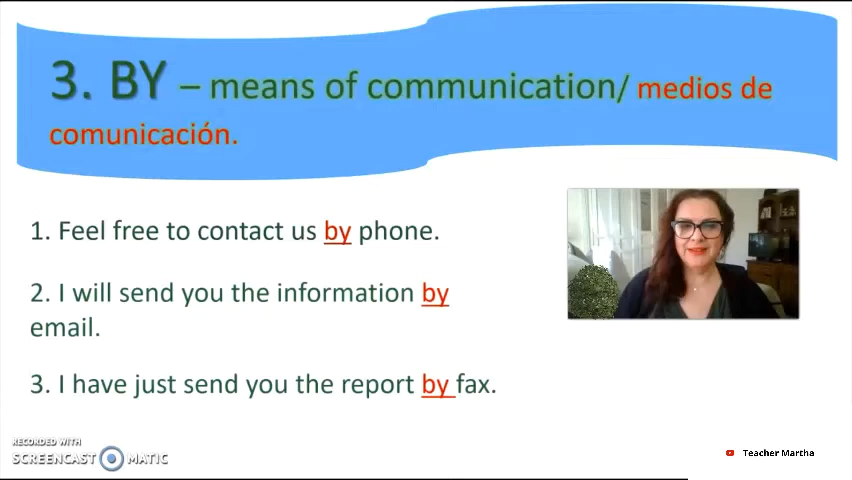 3. BY – means of communication/ medios de
comunicación.
1. Feel free to contact us by phone.
2. I will send you the information by
email.
3. I have just send you the report by fax.
RECORDED WITH
SCREENCAST MATIC
Teacher Martha